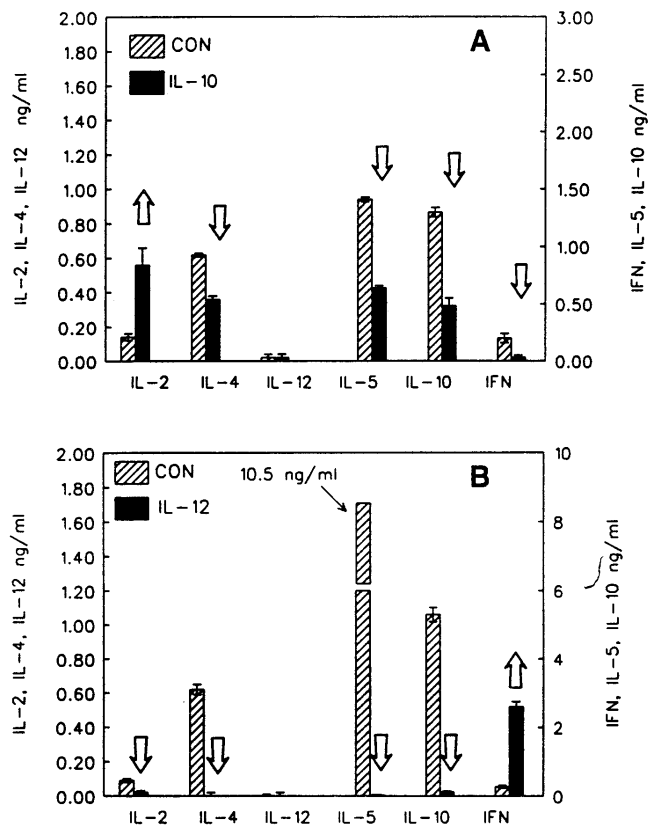 A
CON
IL-10
IL-2, IL-4, IL-12 ng/ml
2.00
1.80
1.60
1.40
1.20
1.00
0.80
0.60
0.40
0.20
0.00
IFN, IL-5, IL-10 ng/ml
3.00
2.50
2.00
1.50
1.00
0.50
0.00
IL-2 IL-4 IL-12 IL-5 IL-10 IFN
B
CON
IL-12
10.5 ng/ml
IL-2, IL-4, IL-12 ng/ml
2.00
1.80
1.60
1.40
1.20
1.00
0.80
0.60
0.40
0.20
0.00
IFN, IL-5, IL-10 ng/ml
10
8
6
4
2
0
IL-2 IL-4 IL-12 IL-5 IL-10 IFN